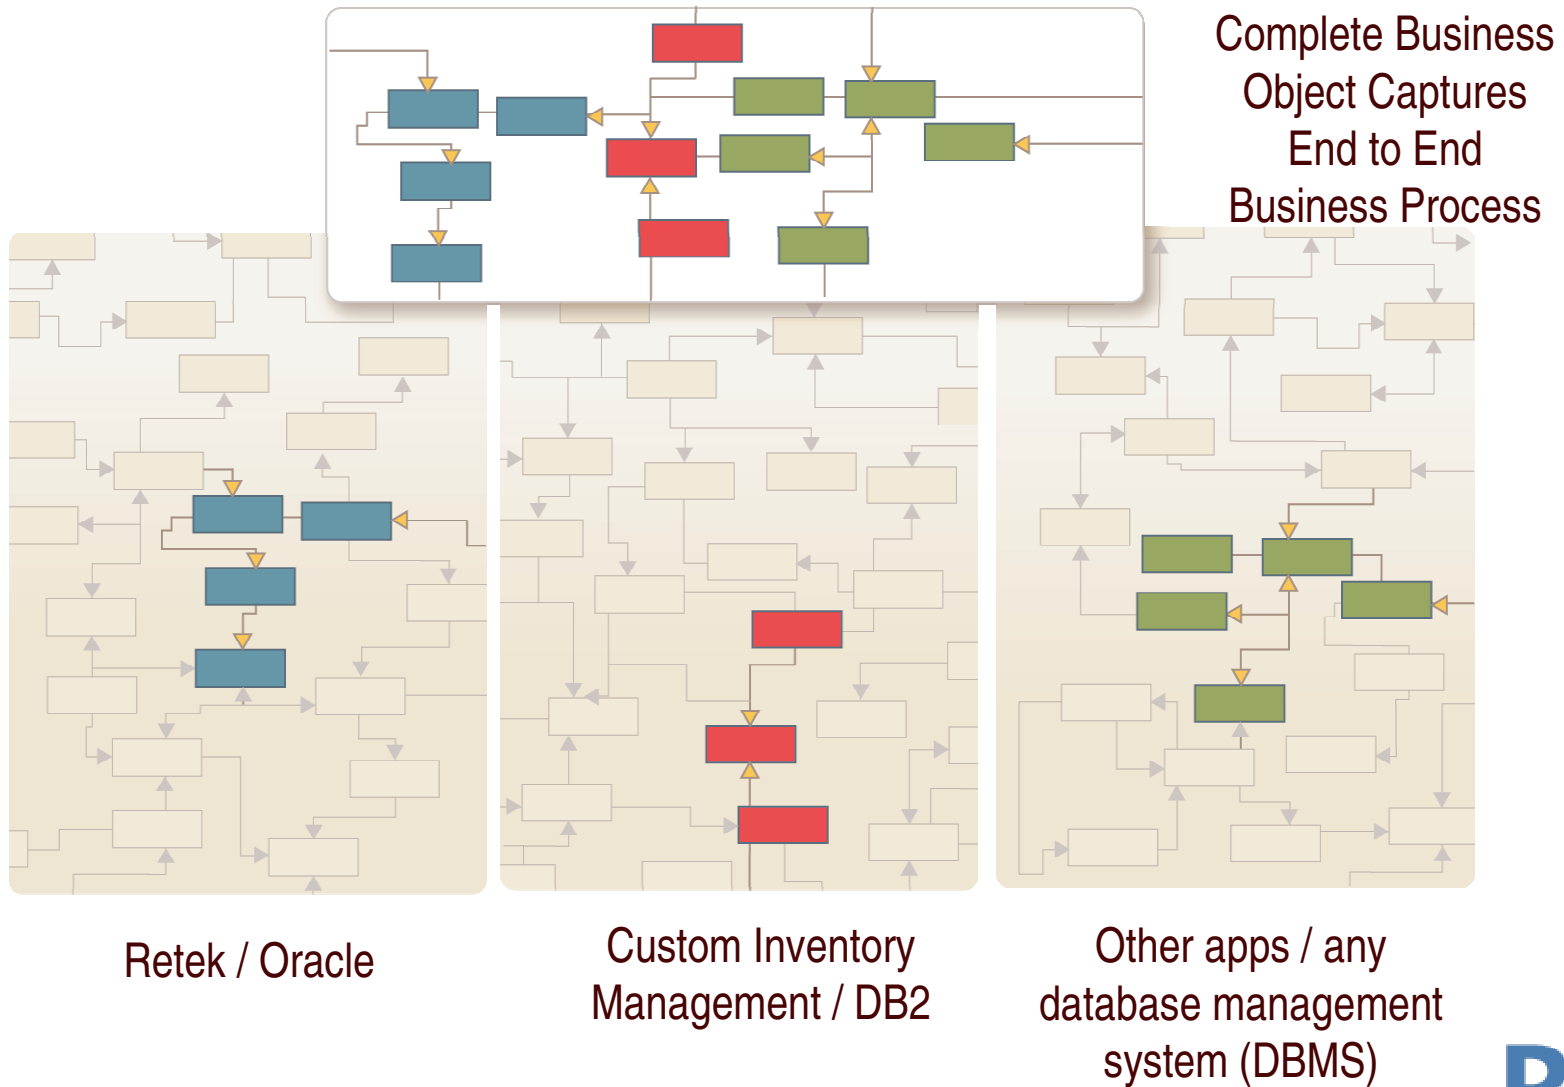 Complete Business
Object Captures
End to End
Business Process
Retek / Oracle
Custom Inventory
Management / DB2
Other apps / any
database management
system (DBMS)